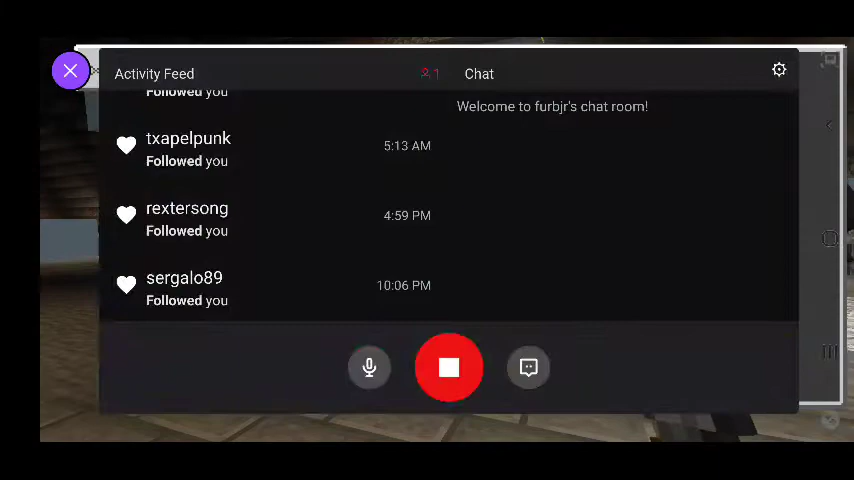 Activity Feed
1
Chat
Followed you
Welcome to furbjr's chat room!
txapelpunk
5:13 AM
Followed you
rextersong
4:59 PM
Followed you
sergalo89
10:06 PM
Followed you